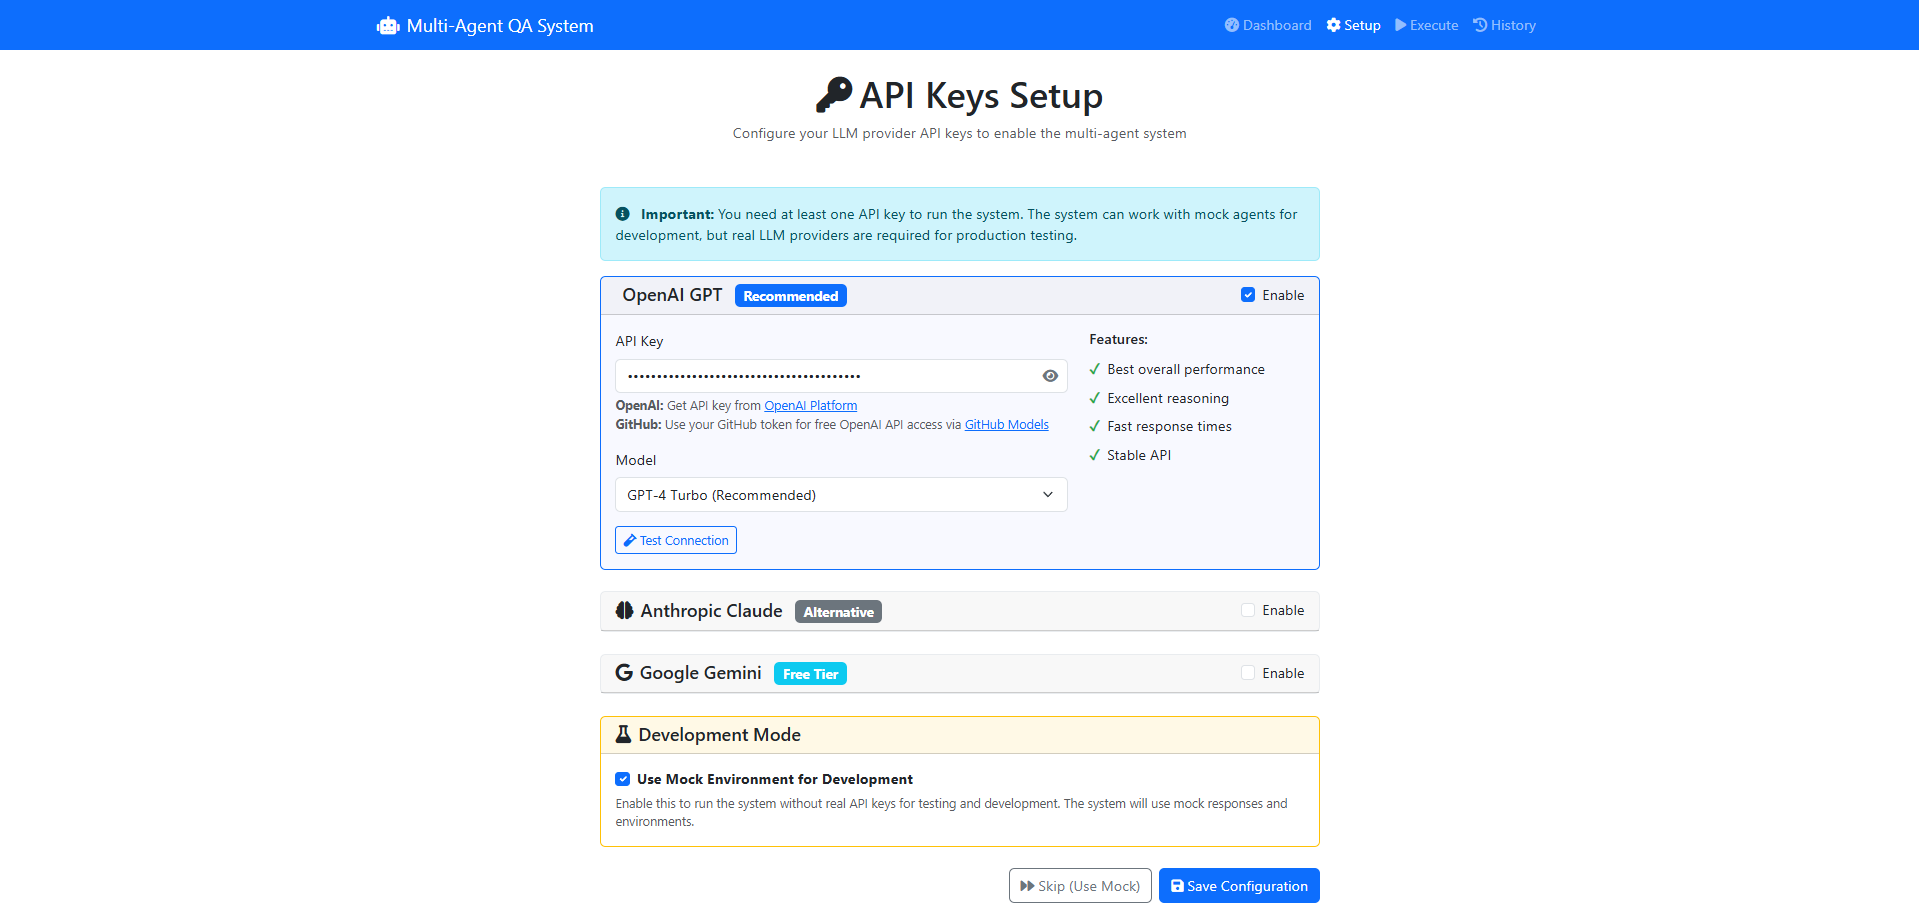 Multi-Agent QA System
Dashboard Setup Execute History
API Keys Setup
Configure your LLM provider API keys to enable the multi-agent system
Important: You need at least one API key to run the system. The system can work with mock agents for
development, but real LLM providers are required for production testing.
OpenAI GPT Recommended Enable
API Key
••••••••••••••••••••••••••••••••••••••••
OpenAI: Get API key from OpenAI Platform
GitHub: Use your GitHub token for free OpenAI API access via GitHub Models
Model
GPT-4 Turbo (Recommended)
Test Connection
Features:
Best overall performance
Excellent reasoning
Fast response times
Stable API
Anthropic Claude Alternative Enable
Google Gemini Free Tier Enable
Development Mode
Use Mock Environment for Development
Enable this to run the system without real API keys for testing and development. The system will use mock responses and
environments.
Skip (Use Mock) Save Configuration